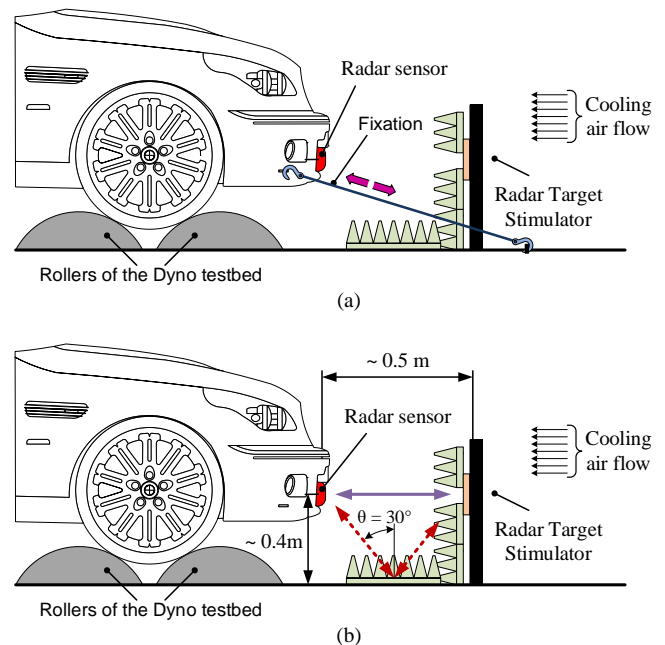 Radar sensor
Fixation
Cooling
air flow
Radar Target
Stimulator
Rollers of the Dyno testbed
(a)
~ 0.5 m
Radar sensor
Cooling
air flow
θ = 30°
~ 0.4m
Radar Target
Stimulator
Rollers of the Dyno testbed
(b)